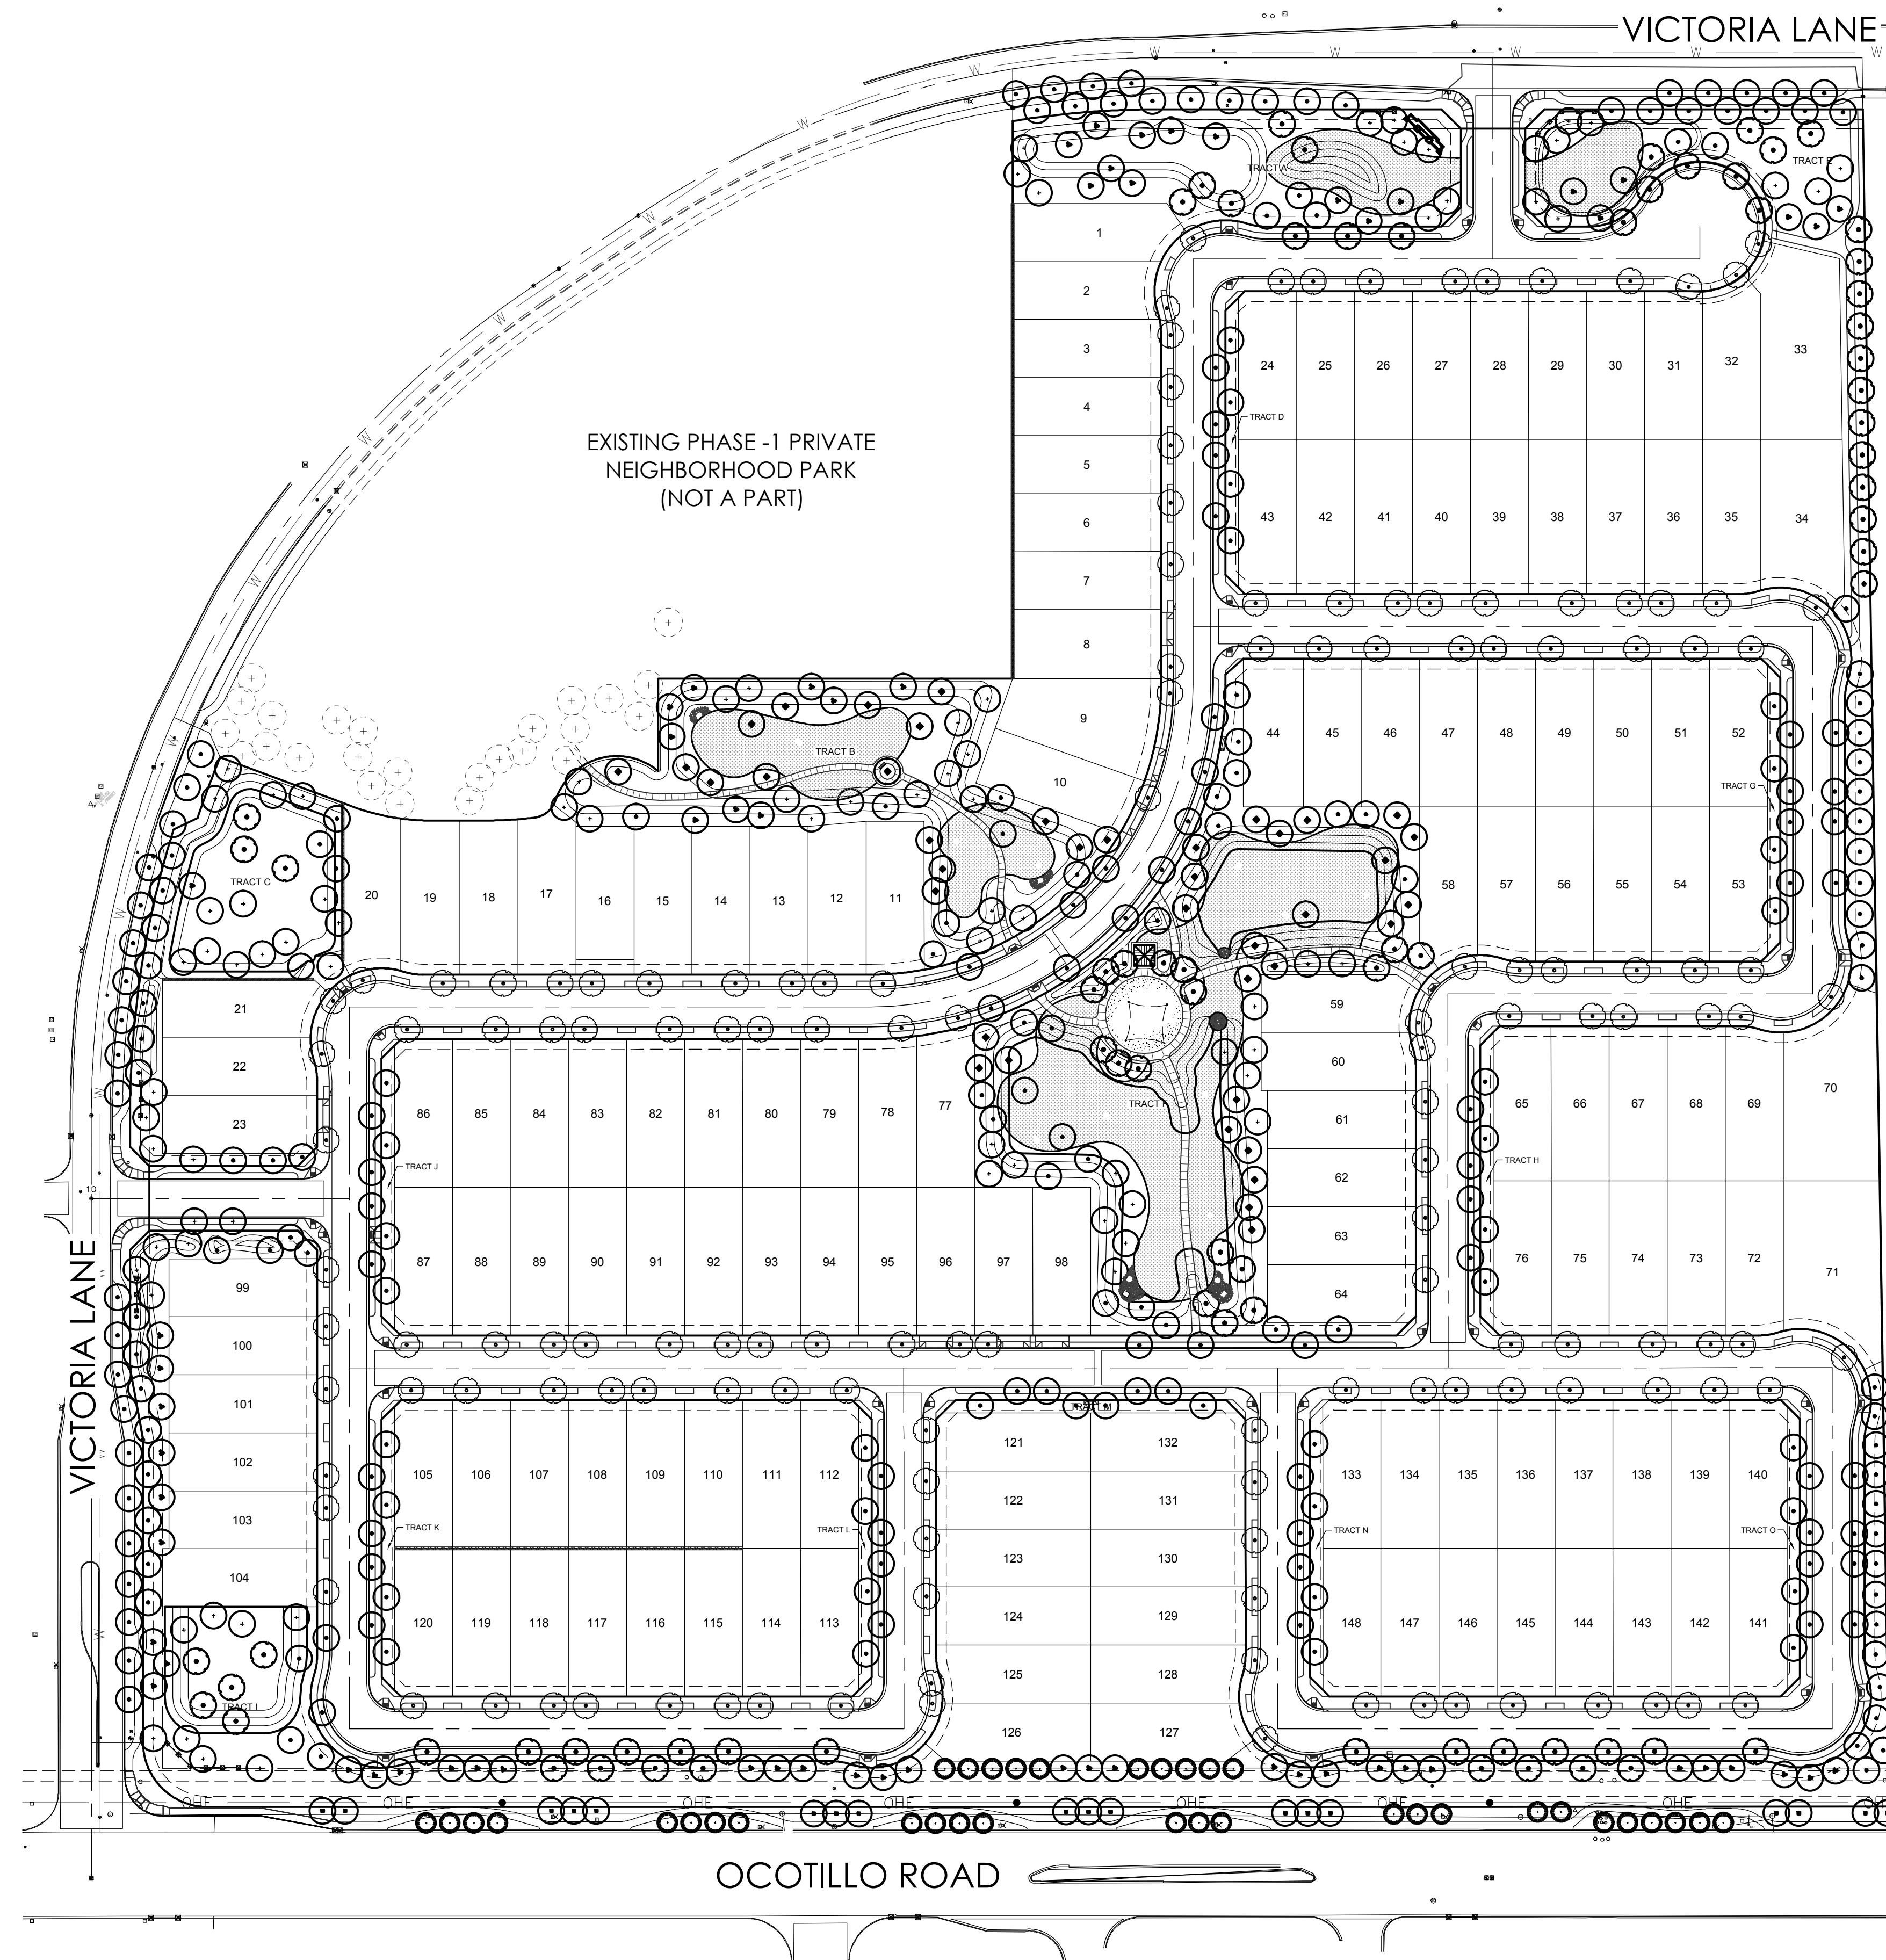 VICTORIA LANE
W W W W W
W
W
TRACT A
TRACT E
W
1
2
W
3
24 25 26 27 28 29 30 31 32 33
4
TRACT D
W
EXISTING PHASE -1 PRIVATE
NEIGHBORHOOD PARK
(NOT A PART)
5
6
43 42 41 40 39 38 37 36 35 34
W
7
8
9
44 45 46 47 48 49 50 51 52
W
TRACT B
10
TRACT G
TRACT C
20 19 18 17 16 15 14 13 12 11
58 57 56 55 54 53
W
21
59
22
60
W
23
86 85 84 83 82 81 80 79 78 77
TRACT F
61
65 66 67 68 69 70
TRACT J
TRACT H
62
10
63
87 88 89 90 91 92 93 94 95 96 97 98
76 75 74 73 72 71
64
VICTORIA LANE
99
100
101
TRACT M
102
121 132
105 106 107 108 109 110 111 112
133 134 135 136 137 138 139 140
122 131
103
TRACT K
TRACT L
TRACT N
TRACT O
123 130
104
124 129
120 119 118 117 116 115 114 113
148 147 146 145 144 143 142 141
W
125 128
TRACT I
126 127
OHE OHE OHE OHE OHE OHE
OCOTILLO ROAD